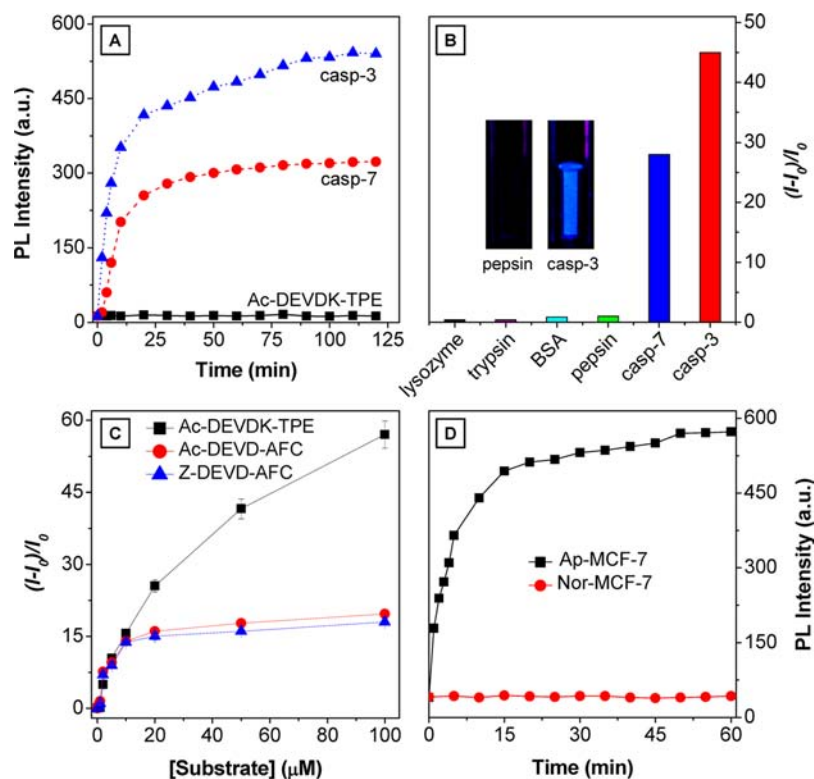 A
600
450
300
150
0
PL Intensity (a.u.)
casp-3
casp-7
Ac-DEVDK-TPE
0 25 50 75 100 125
Time (min)
B
50
40
30
20
10
0
(I-I0)/I0
pepsin casp-3
lysozyme
trypsin
BSA
pepsin
casp-7
casp-3
C
60
45
30
15
0
(I-I0)/I0
Ac-DEVDK-TPE
Ac-DEVD-AFC
Z-DEVD-AFC
0 20 40 60 80 100
[Substrate] (μM)
D
600
450
300
150
0
PL Intensity (a.u.)
Ap-MCF-7
Nor-MCF-7
0 15 30 45 60
Time (min)